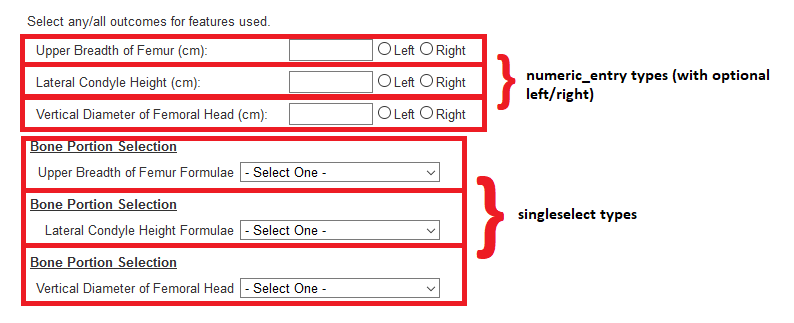 Select any/all outcomes for features used.
Upper Breadth of Femur (cm): Left Right
Lateral Condyle Height (cm): Left Right
Vertical Diameter of Femoral Head (cm): Left Right
numeric_entry types (with optional
left/right)
Bone Portion Selection
Upper Breadth of Femur Formulae - Select One -
Bone Portion Selection
Lateral Condyle Height Formulae - Select One -
Bone Portion Selection
Vertical Diameter of Femoral Head - Select One -
singleselect types